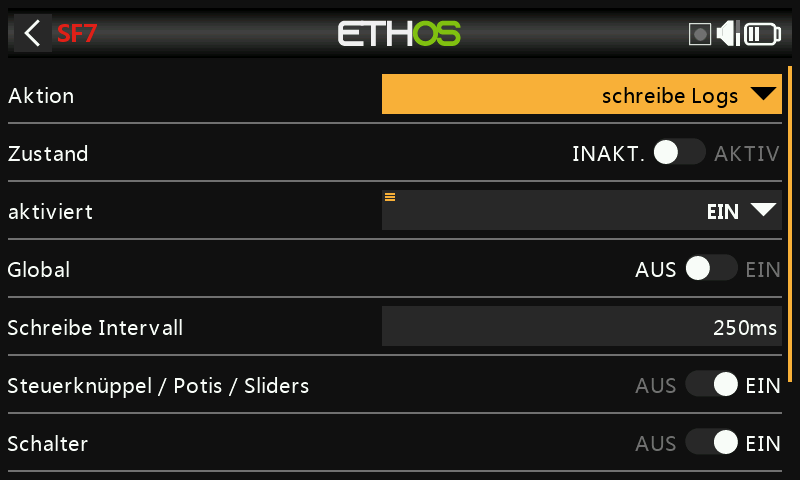 SF7 ETHOS
Aktion schreibe Logs
Zustand INAKT. AKTIV
aktiviert EIN
Global AUS EIN
Schreibe Intervall 250ms
Steuerknüppel / Potis / Sliders AUS EIN
Schalter AUS EIN